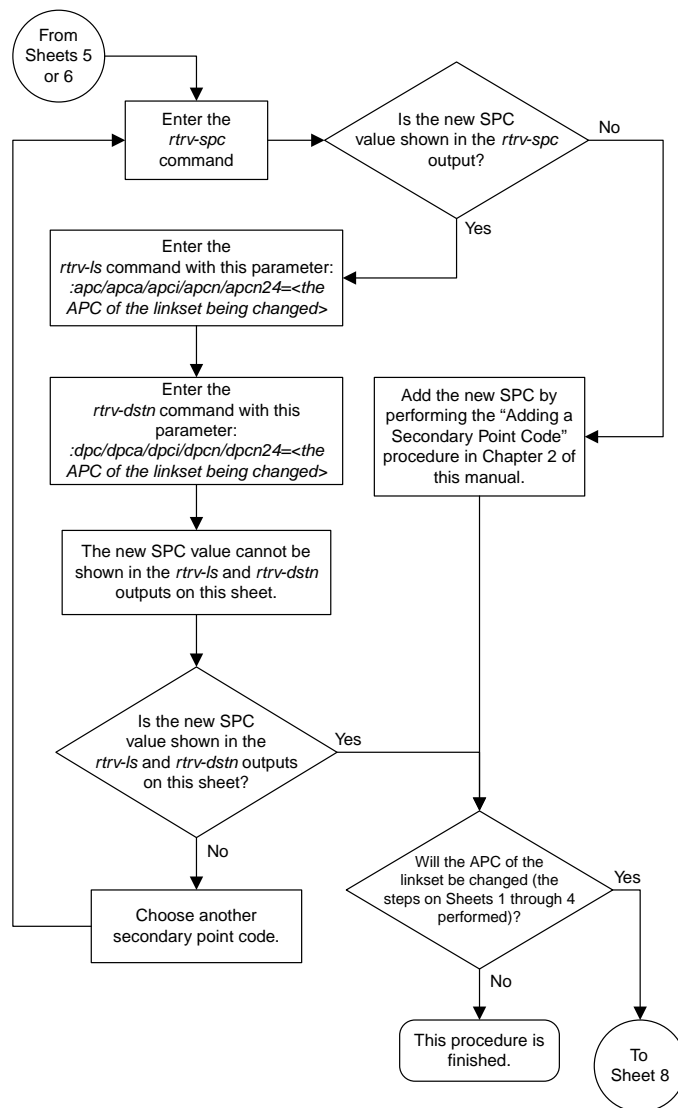 From
Sheets 5
or 6
Enter the
rtrv-spc
command
Is the new SPC
value shown in the rtrv-spc
output?
No
Yes
Enter the
rtrv-ls command with this parameter:
:apc/apca/apci/apcn/apcn24=<the
APC of the linkset being changed>
Enter the
rtrv-dstn command with this
parameter:
:dpc/dpca/dpci/dpcn/dpcn24=<the
APC of the linkset being changed>
Add the new SPC by
performing the “Adding a
Secondary Point Code”
procedure in Chapter 2 of
this manual.
The new SPC value cannot be
shown in the rtrv-ls and rtrv-dstn
outputs on this sheet.
Is the new SPC
value shown in the
rtrv-ls and rtrv-dstn outputs
on this sheet?
Yes
No
Choose another
secondary point code.
Will the APC of the
linkset be changed (the
steps on Sheets 1 through 4
performed)?
Yes
No
This procedure is
finished.
To
Sheet 8